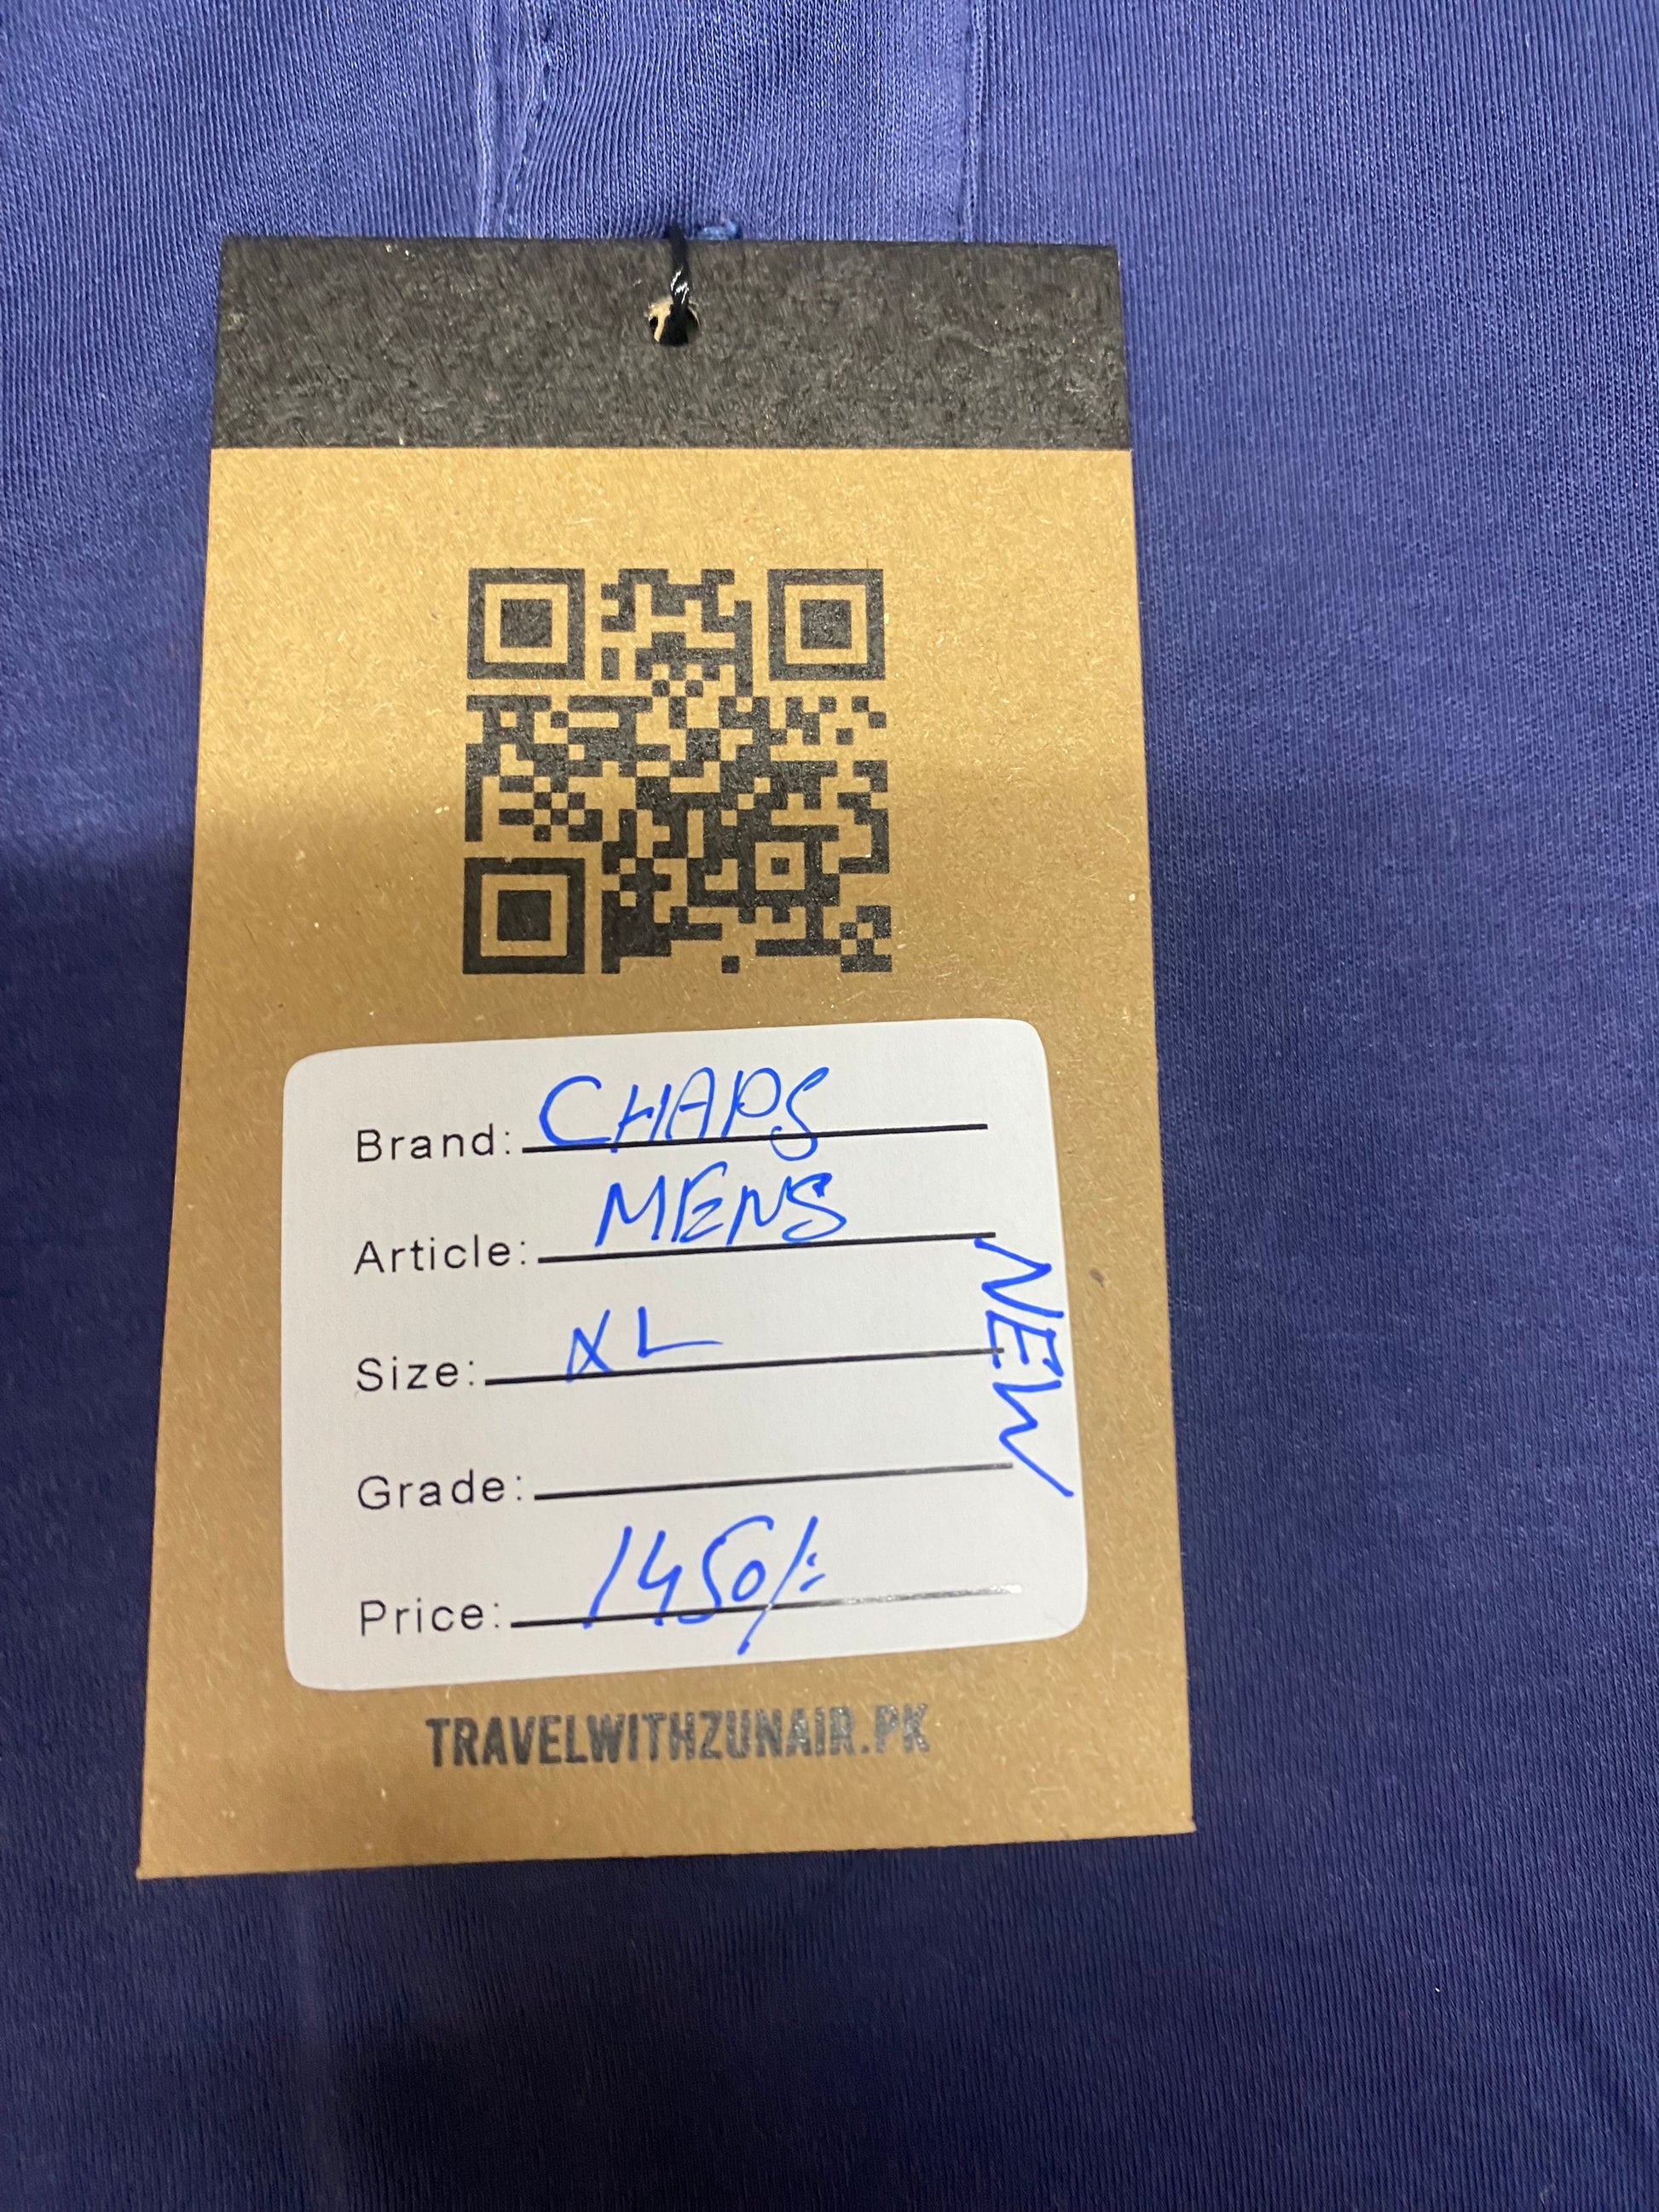 Brand: CHAPS
Article: MENS
Size: XL
NEW
Grade:
Price: 1450/-
TRAVELWITHZUNAIR.PK